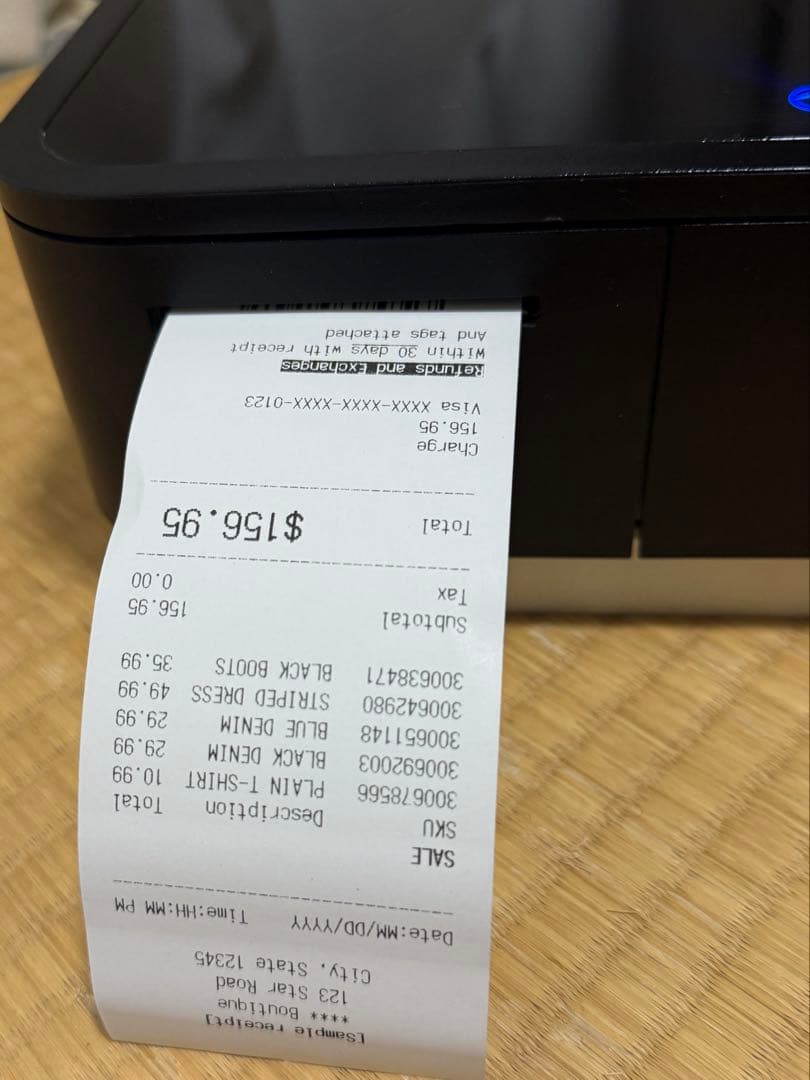 [Sample receipt]
**** Boutique
123 Star Road
City, State 12345
Date:MM/DD/YYYY Time:HH:MM PM
SALE
SKU Description Total
300678566 PLAIN T-SHIRT 10.99
300692003 BLACK DENIM 29.99
300651148 BLUE DENIM 29.99
300642980 STRIPED DRESS 49.99
300638471 BLACK BOOTS 35.99
Subtotal 156.95
Tax 0.00
Total $156.95
Charge
156.95
Visa XXXX-XXXX-XXXX-0123
Refunds and Exchanges
Within 30 days with receipt
And tags attached